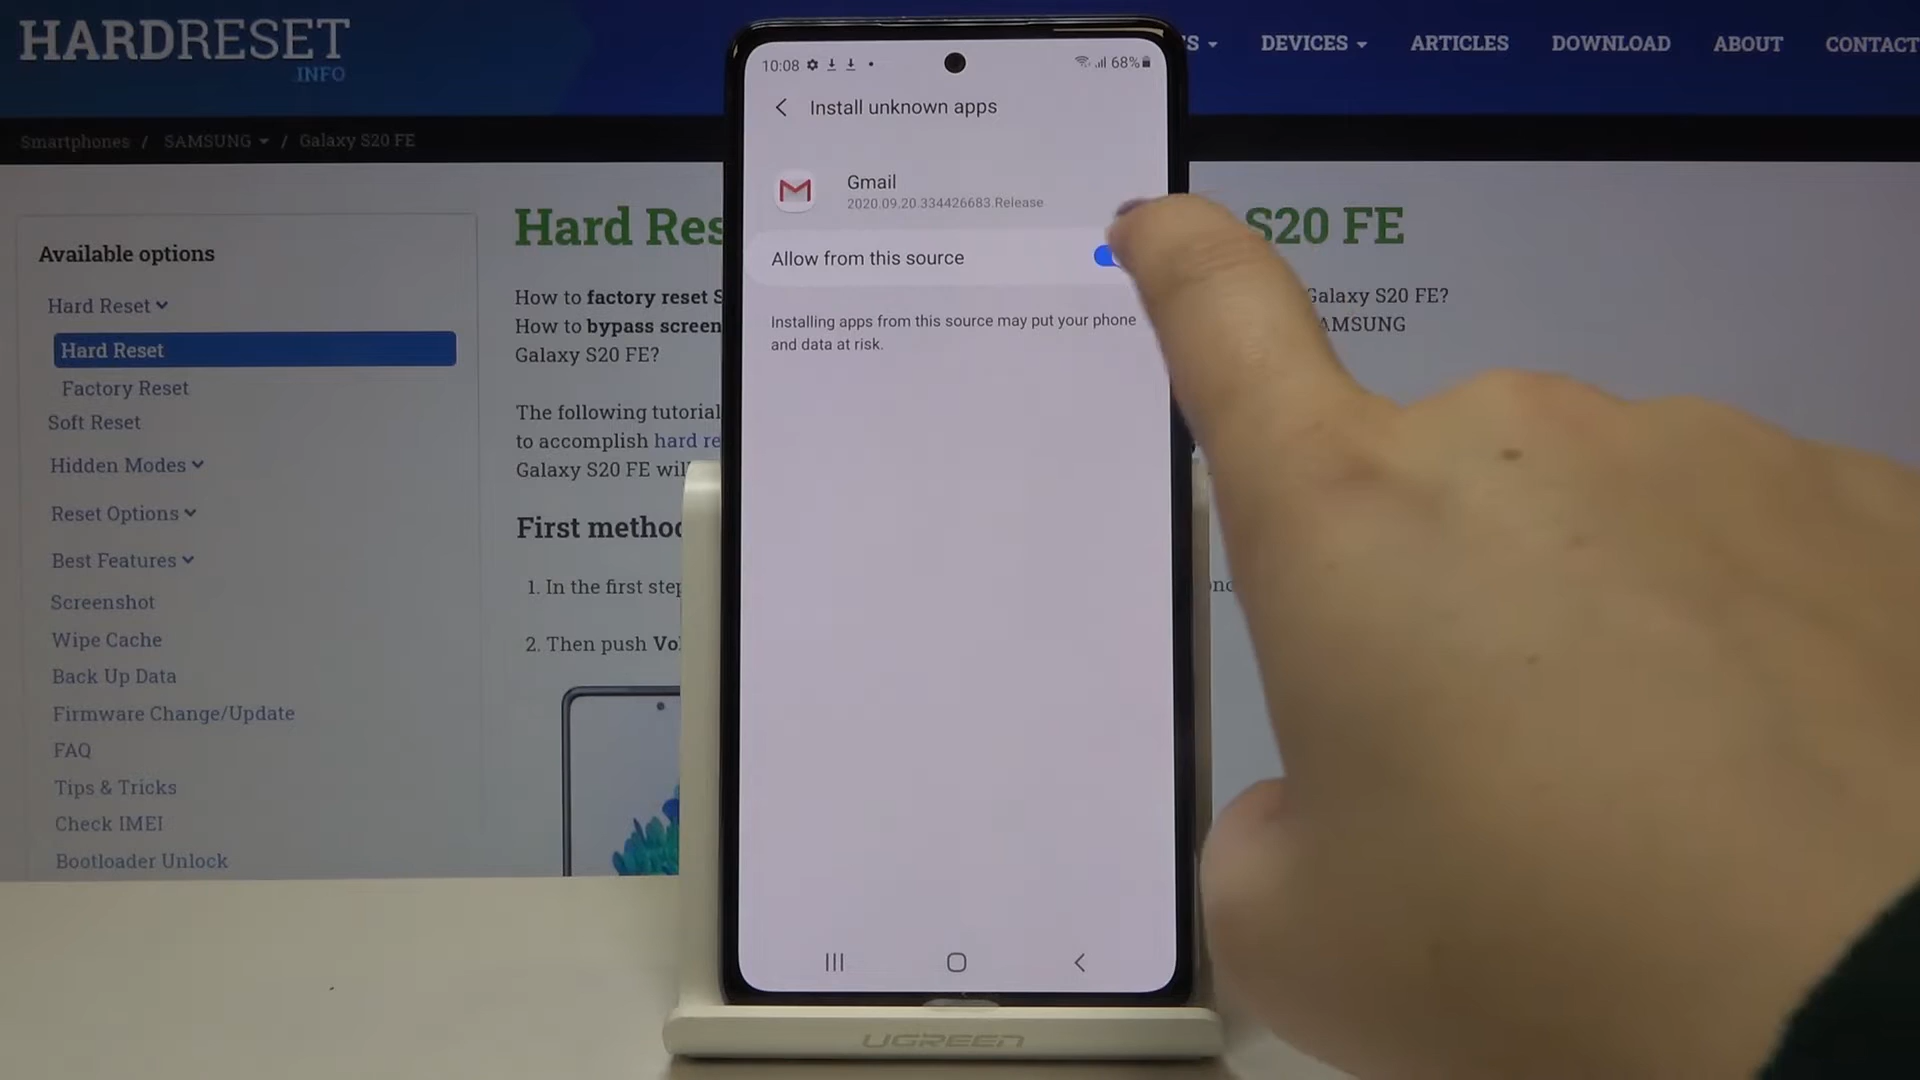 HARDRESET
.INFO
DEVICES
ARTICLES
DOWNLOAD
ABOUT
CONTACT
Smartphones / SAMSUNG / Galaxy S20 FE
Available options
Hard Reset
Hard Reset
Factory Reset
Soft Reset
Hidden Modes
Reset Options
Best Features
Screenshot
Wipe Cache
Back Up Data
Firmware Change/Update
FAQ
Tips & Tricks
Check IMEI
Bootloader Unlock
Hard Res
S20 FE
How to factory reset S
Galaxy S20 FE?
How to bypass screen
AMSUNG
Galaxy S20 FE?
The following tutorial
to accomplish hard re
Galaxy S20 FE wil
First metho
1. In the first step
2. Then push Vo
10:08
68%
Install unknown apps
Gmail
2020.09.20.334426683.Release
Allow from this source
Installing apps from this source may put your phone
and data at risk.
UGREEN